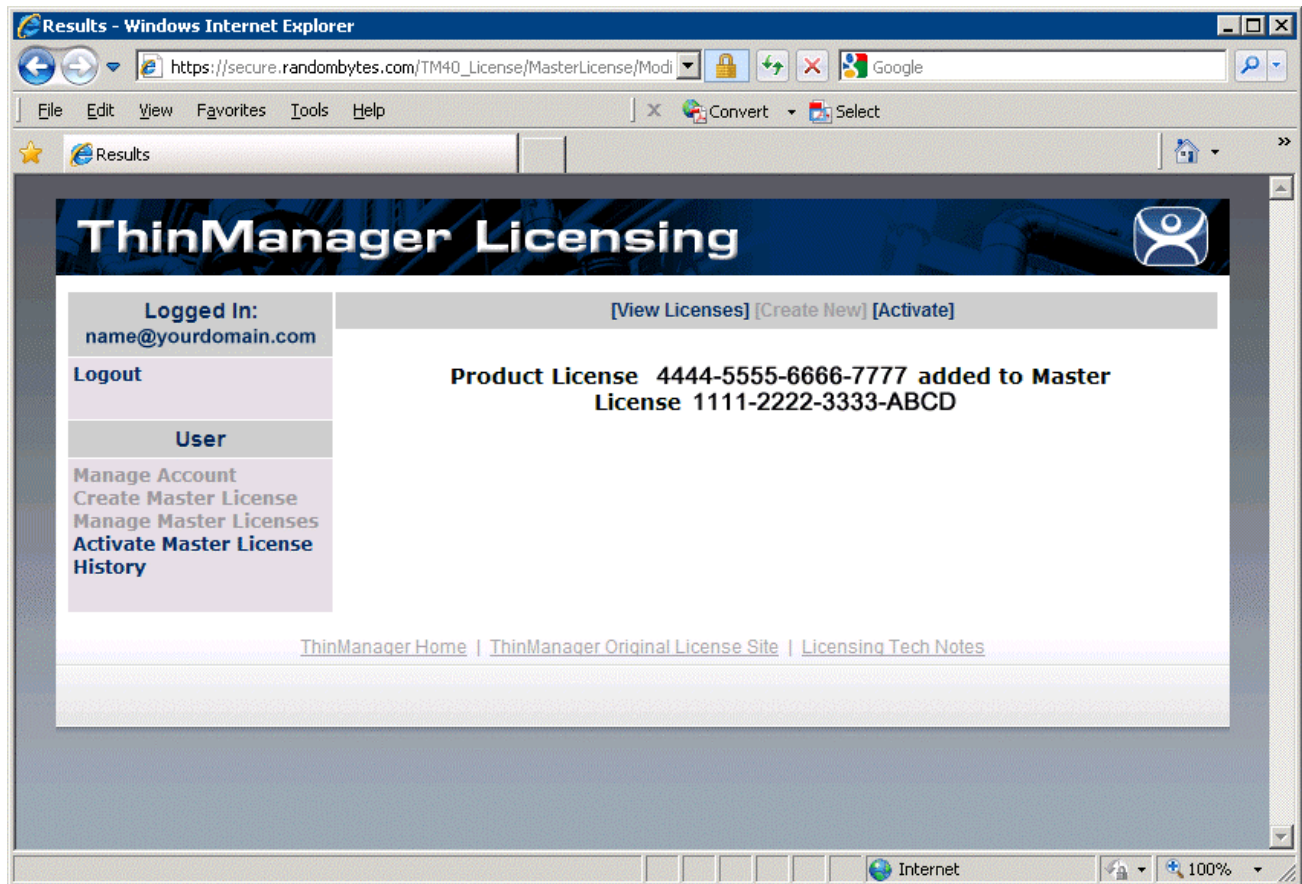 Results - Windows Internet Explorer
https://secure.randombytes.com/TM40_License/MasterLicense/Modi
Google
File Edit View Favorites Tools Help
Convert Select
Results
ThinManager Licensing
Logged In:
name@yourdomain.com
Logout
User
Manage Account
Create Master License
Manage Master Licenses
Activate Master License
History
[View Licenses] [Create New] [Activate]
Product License 4444-5555-6666-7777 added to Master
License 1111-2222-3333-ABCD
ThinManager Home | ThinManager Original License Site | Licensing Tech Notes
Internet
100%